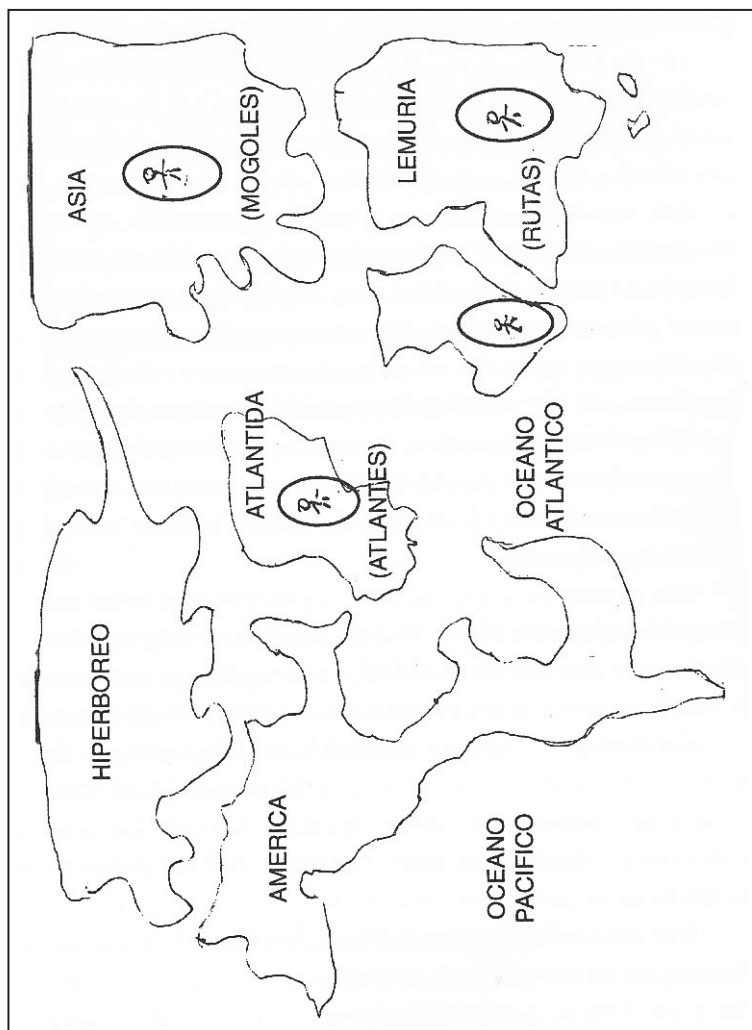 HIPERBOREO
ASIA
(MOGOLES)
ATLANTIDA
(ATLANTES)
AMERICA
LEMURIA
(RUTAS)
OCEANO
PACIFICO
OCEANO
ATLANTICO